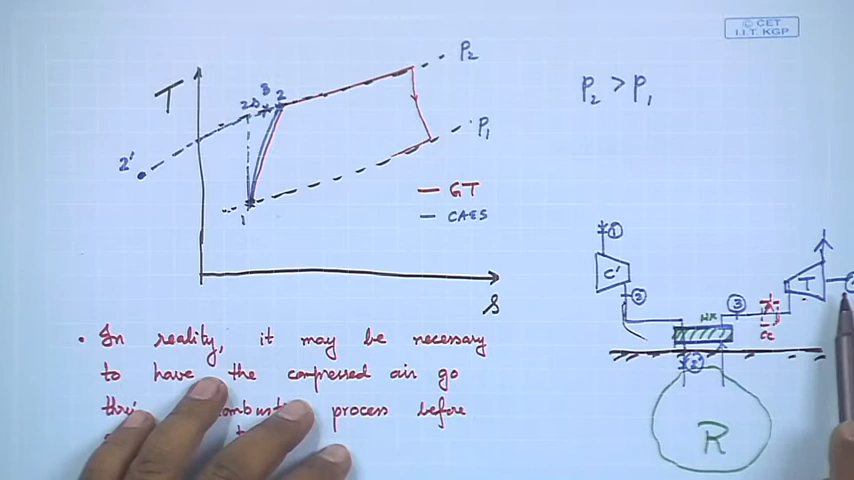 © CET
I.I.T. KGP
T
2s
3
2
P2
P1
2'
1
s
GT
CAES
P2 > P1
• In reality, it may be necessary
to have the compressed air go
process before
1
C'
2
HX
3
CC
T
2'
R